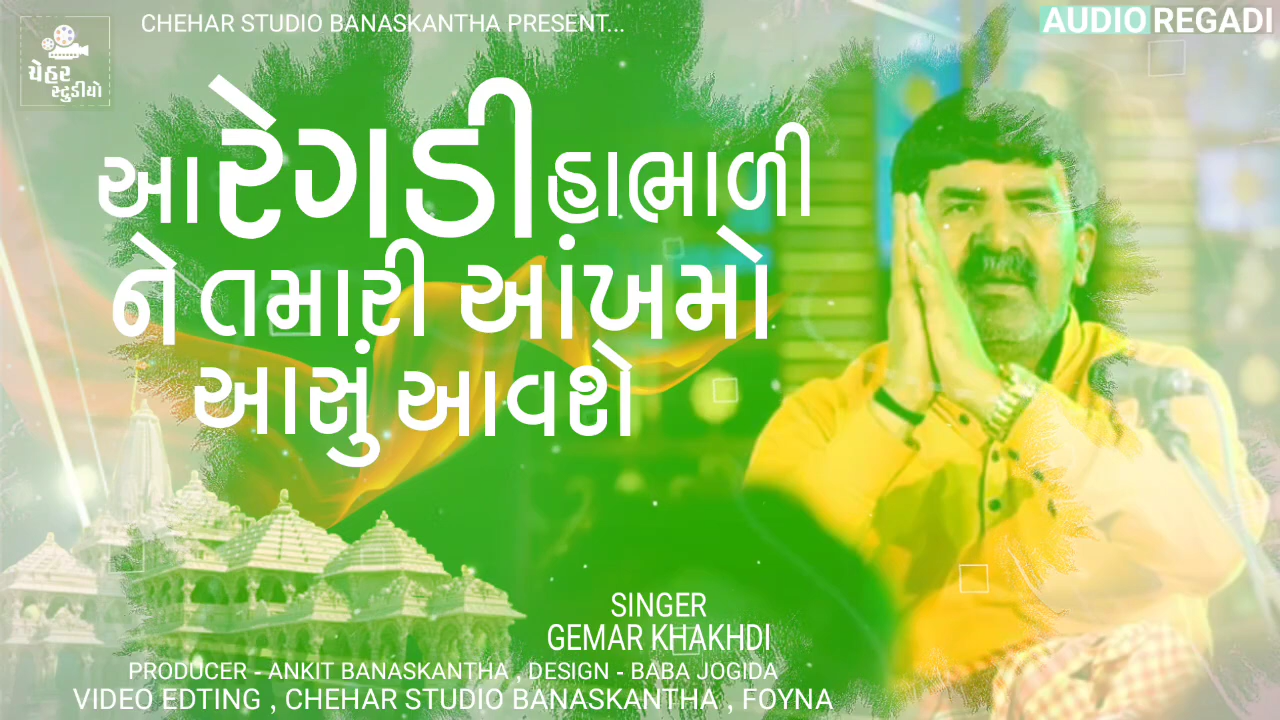 CHEHAR STUDIO BANASKANTHA PRESENT...
AUDIO REGADI
ચેહર
સ્ટુડીયો
આ રેગડી હાભાળી
ને તમારી આંખમો
આસું આવશે
SINGER
GEMAR KHAKHDI
PRODUCER - ANKIT BANASKANTHA , DESIGN - BABA JOGIDA
VIDEO EDTING , CHEHAR STUDIO BANASKANTHA , FOYNA